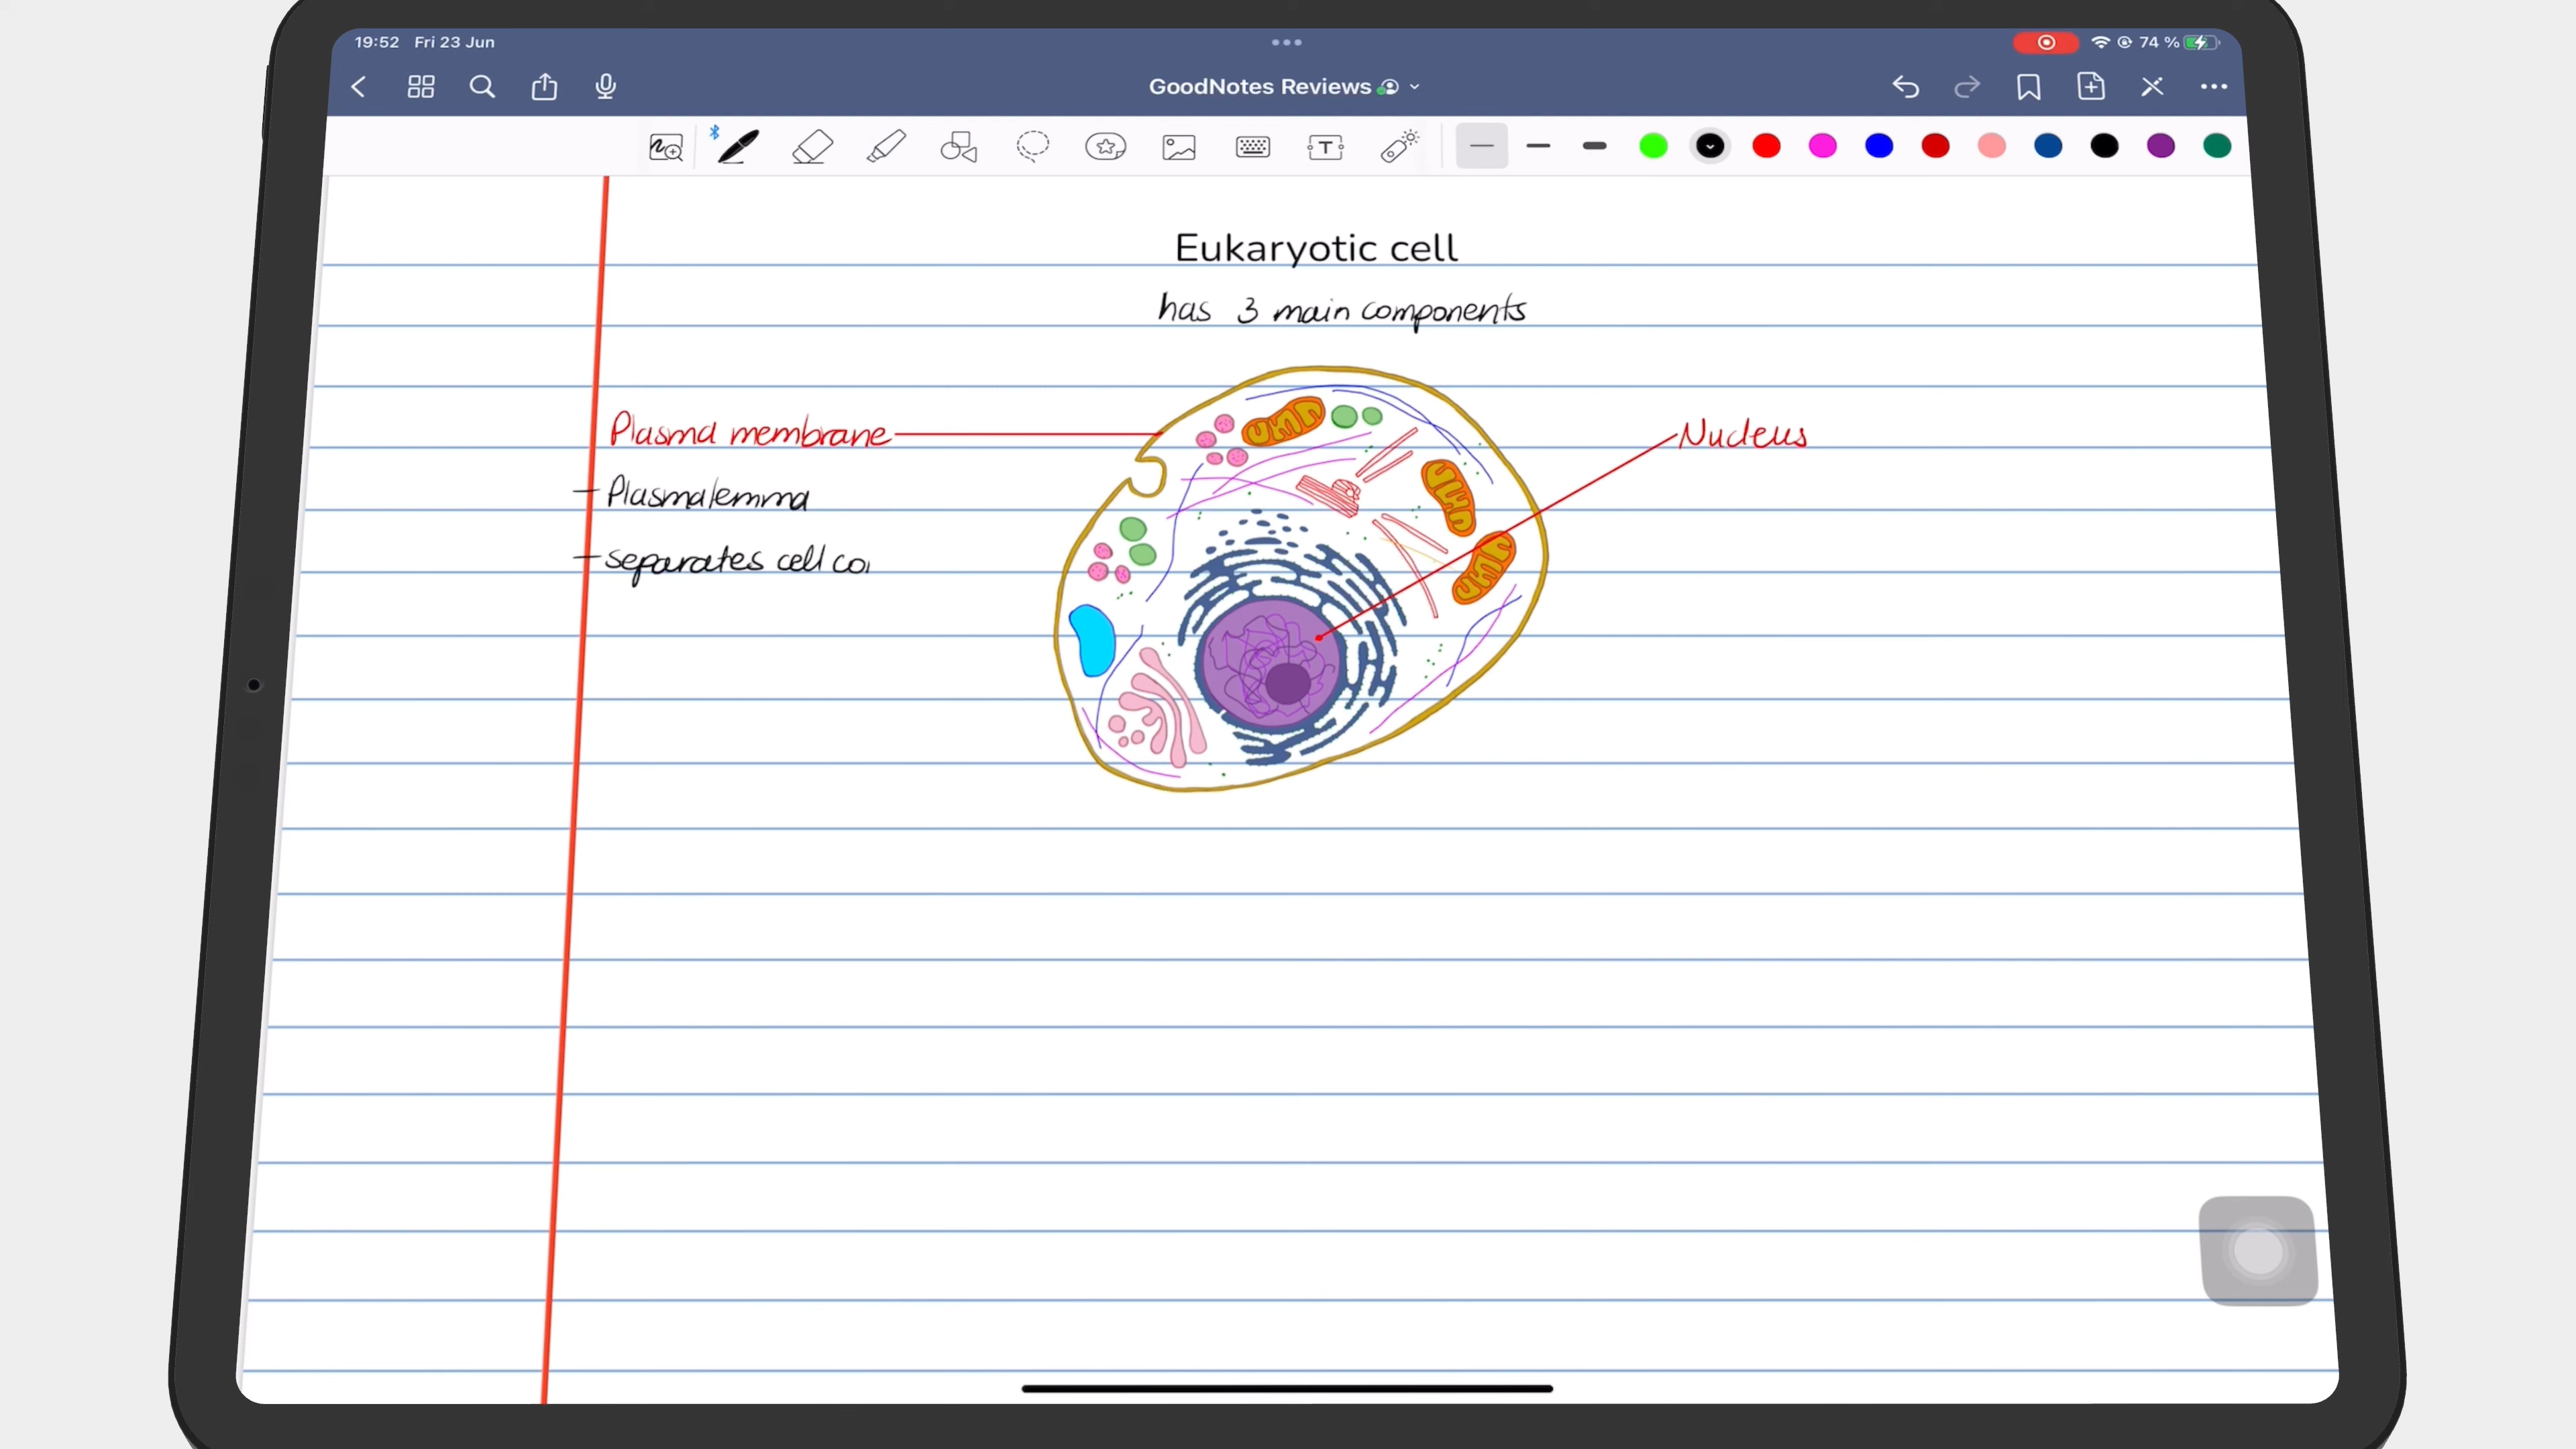 19:52 Fri 23 Jun
74 %
GoodNotes Reviews
T
Eukaryotic cell
has 3 main components
Plasma membrane
Nucleus
- Plasmalemma
- separates cell